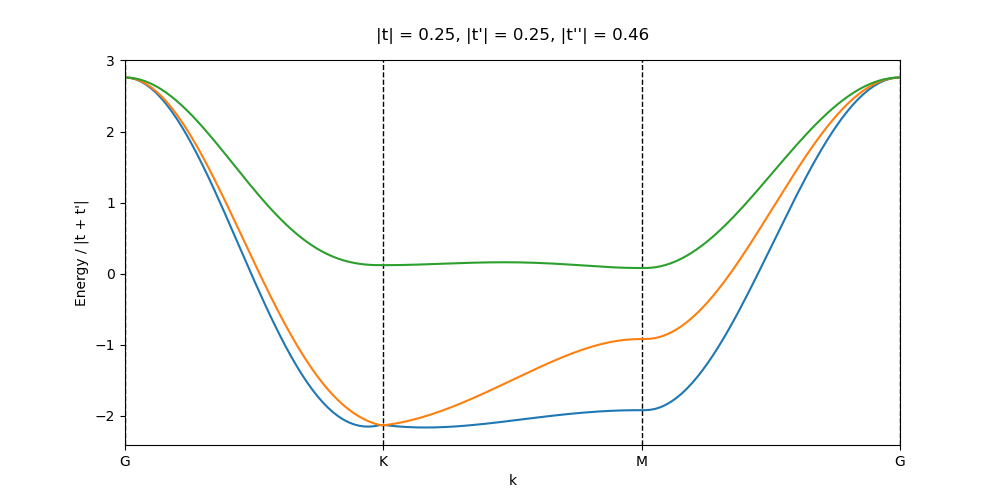 |t| = 0.25, |t'| = 0.25, |t''| = 0.46
Energy / |t + t'|
3
2
1
0
−1
−2
G K M G
k